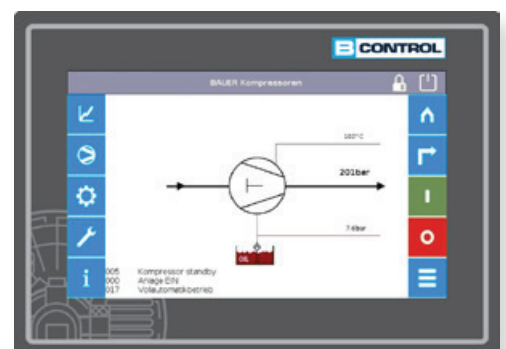 B CONTROL
BAUER Kompressoren
201bar
OIL
005 Kompressor standby
000 Anlage EIN
017 Vollautomatikbetrieb
i